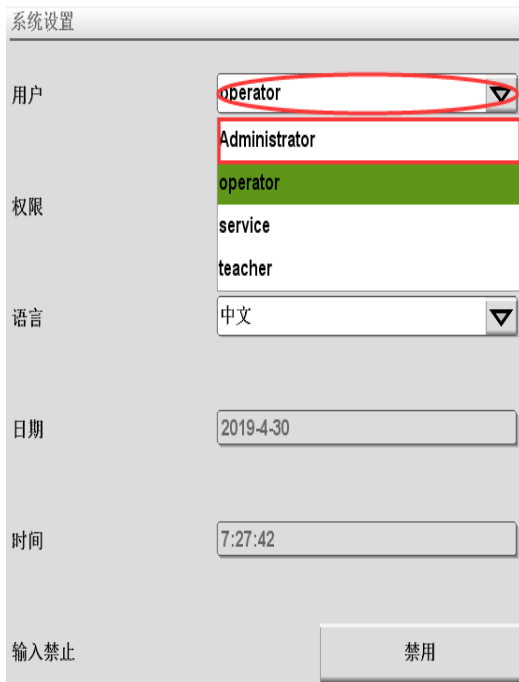 系统设置
用户
operator
Administrator
operator
权限
service
teacher
语言
中文
日期
2019-4-30
时间
7:27:42
输入禁止
禁用